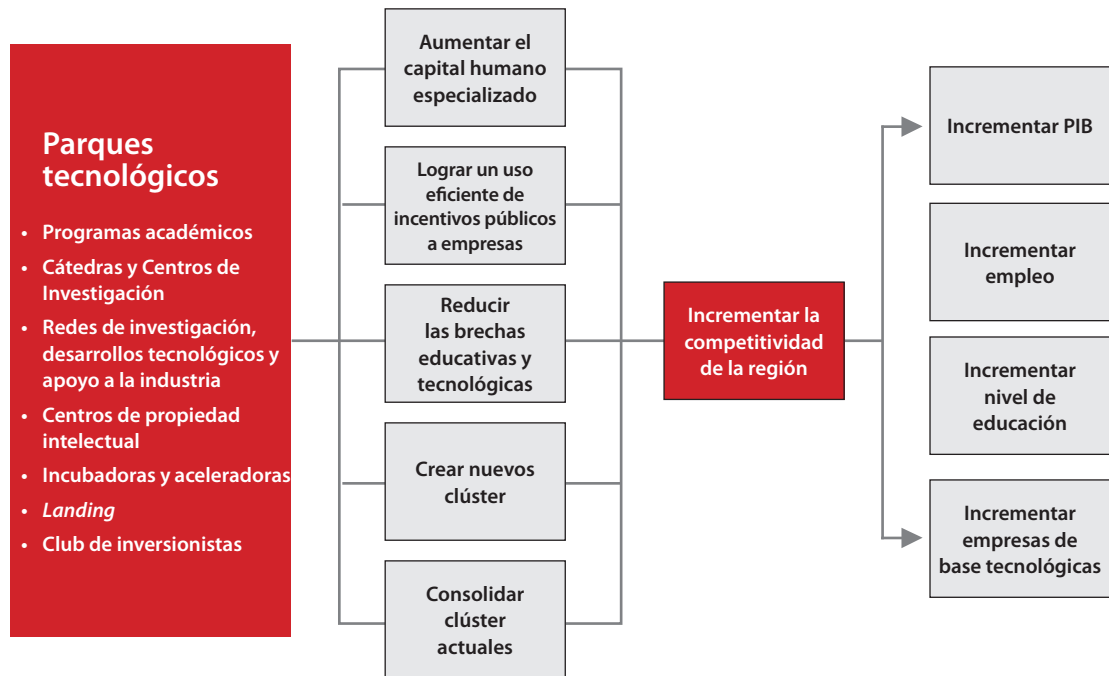 Parques
tecnológicos
• Programas académicos
• Cátedras y Centros de
Investigación
• Redes de investigación,
desarrollos tecnológicos y
apoyo a la industria
• Centros de propiedad
intelectual
• Incubadoras y aceleradoras
• Landing
• Club de inversionistas
Aumentar el
capital humano
especializado
Lograr un uso
eficiente de
incentivos públicos
a empresas
Reducir
las brechas
educativas y
tecnológicas
Crear nuevos
clúster
Consolidar
clúster
actuales
Incrementar la
competitividad
de la región
Incrementar PIB
Incrementar
empleo
Incrementar
nivel de
educación
Incrementar
empresas de
base tecnológicas